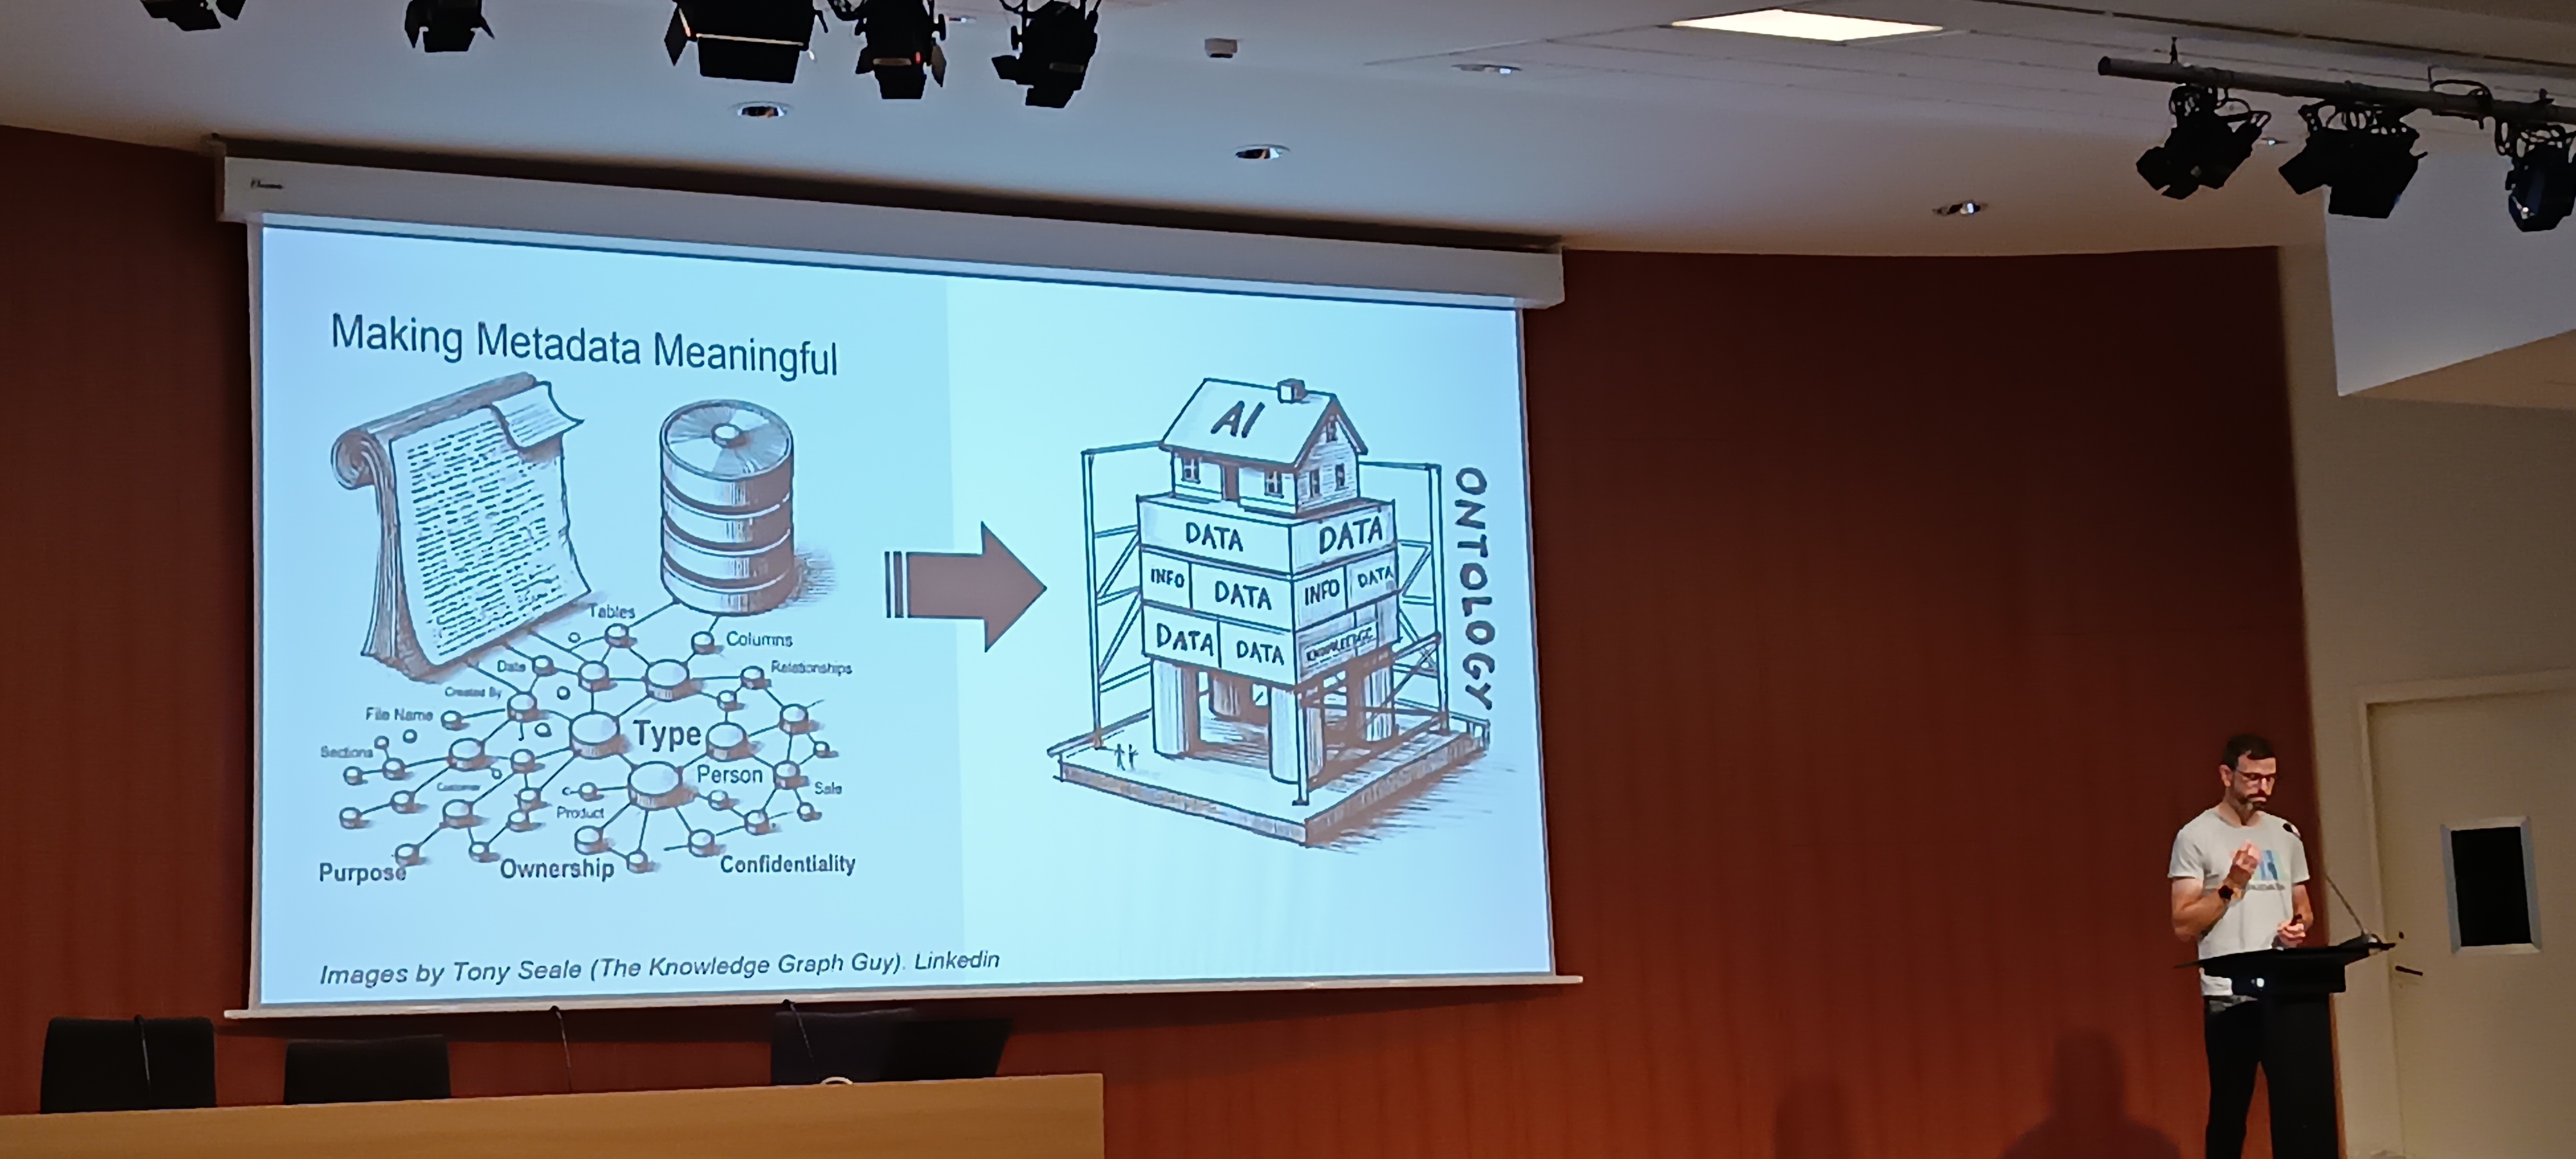 Making Metadata Meaningful
Tables
Columns
Date
Relationships
Created By
File Name
Type
Sections
Person
Customer
Sale
Product
Purpose
Ownership
Confidentiality
AI
DATA DATA
INFO DATA INFO DATA
DATA DATA KNOWLEDGE
ONTOLOGY
Images by Tony Seale (The Knowledge Graph Guy). Linkedin